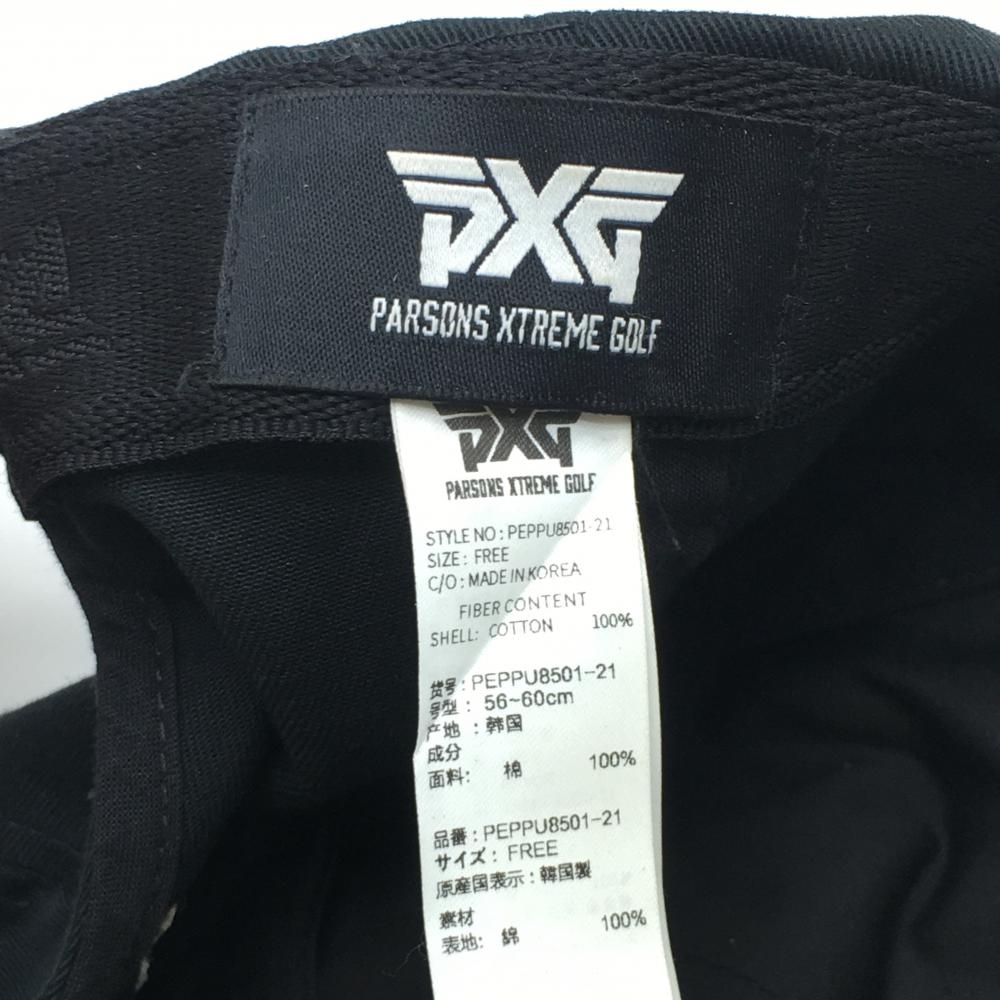 PXG
PARSONS XTREME GOLF
PXG
PARSONS XTREME GOLF
STYLE NO : PEPPU8501-21
SIZE : FREE
C/O : MADE IN KOREA
FIBER CONTENT
SHELL: COTTON 100%
货号 : PEPPU8501-21
号型 : 56~60cm
产地 : 韩国
成分
面料: 棉 100%
品番 : PEPPU8501-21
サイズ : FREE
原産国表示 : 韓国製
素材
表地: 綿 100%